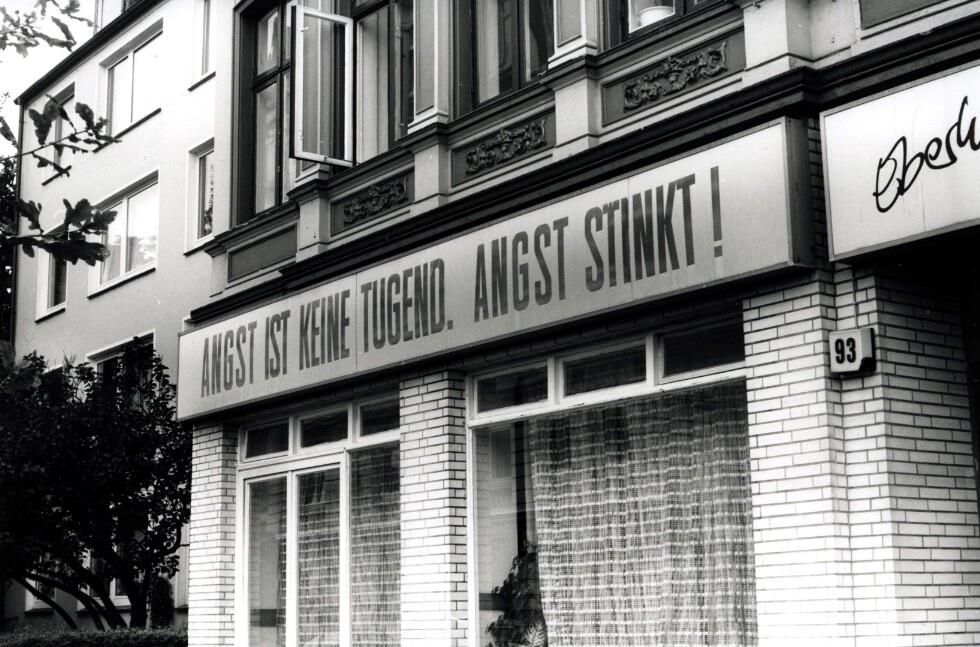 ANGST IST KEINE TUGEND. ANGST STINKT!
93